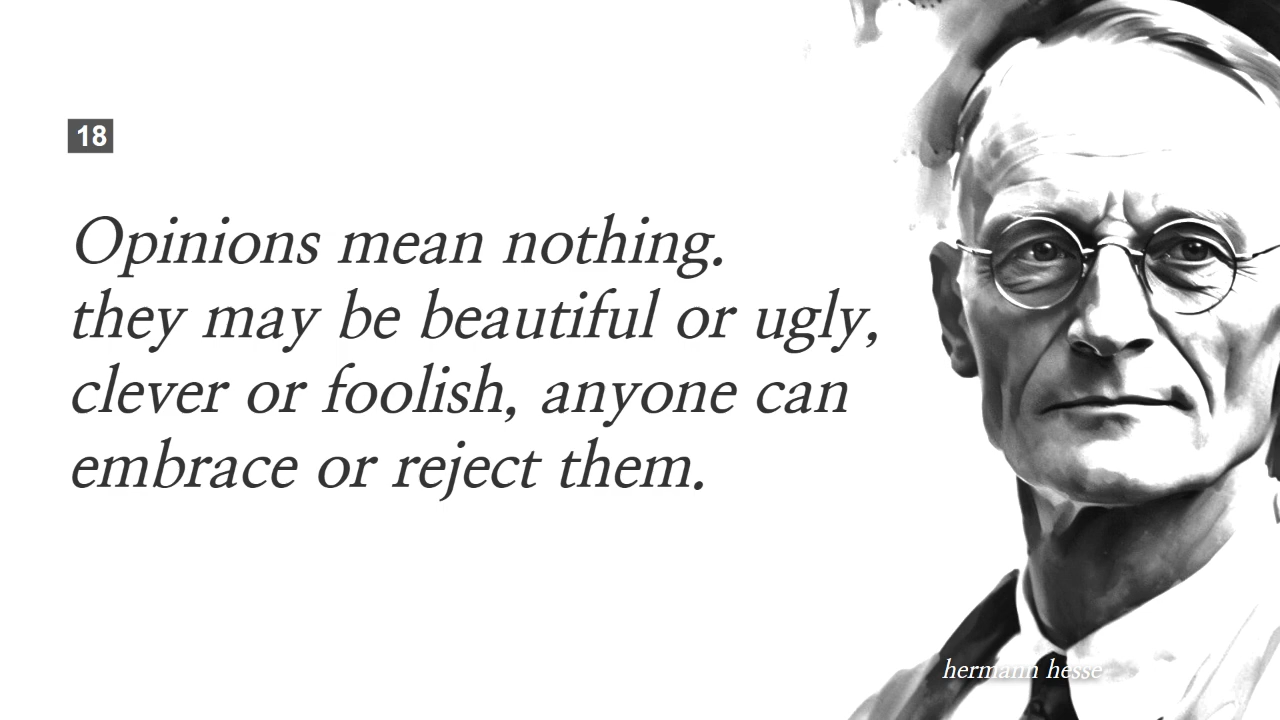 18
Opinions mean nothing.
they may be beautiful or ugly,
clever or foolish, anyone can
embrace or reject them.
hermann hesse